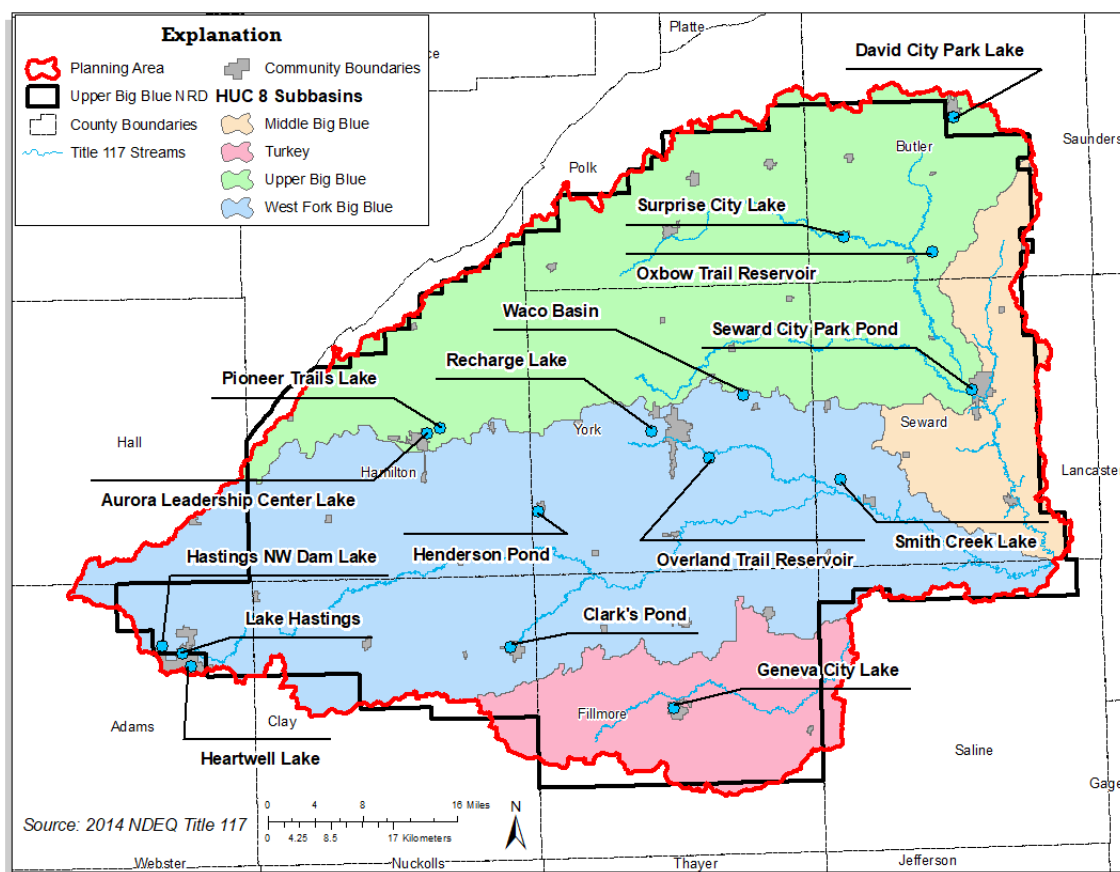 Explanation
Planning Area
Community Boundaries
Upper Big Blue NRD
HUC 8 Subbasins
County Boundaries
Middle Big Blue
Title 117 Streams
Turkey
Upper Big Blue
West Fork Big Blue
Platte
ce
David City Park Lake
Saunders
Butler
Polk
Surprise City Lake
Oxbow Trail Reservoir
Waco Basin
Seward City Park Pond
Recharge Lake
Pioneer Trails Lake
Hall
York
Seward
Hamilton
Lancaster
Aurora Leadership Center Lake
Hastings NW Dam Lake
Henderson Pond
Overland Trail Reservoir
Smith Creek Lake
Lake Hastings
Clark's Pond
Geneva City Lake
Adams
Clay
Fillmore
Saline
Heartwell Lake
Gage
0 4 8 16 Miles
N
Source: 2014 NDEQ Title 117
0 4.25 8.5 17 Kilometers
Webster
Nuckolls
Thayer
Jefferson